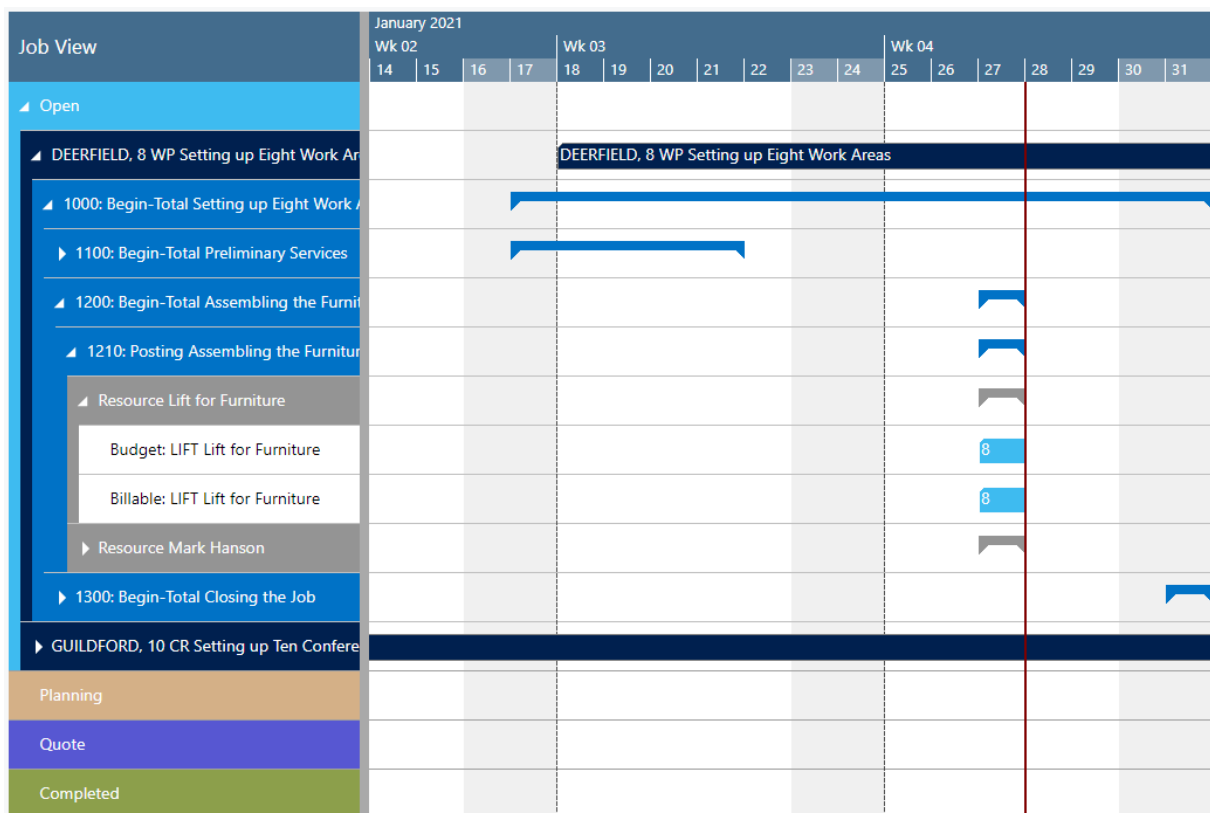 January 2021
Job View
Wk 02 Wk 03 Wk 04
14 15 16 17 18 19 20 21 22 23 24 25 26 27 28 29 30 31
Open
DEERFIELD, 8 WP Setting up Eight Work Ar DEERFIELD, 8 WP Setting up Eight Work Areas
1000: Begin-Total Setting up Eight Work A
1100: Begin-Total Preliminary Services
1200: Begin-Total Assembling the Furnit
1210: Posting Assembling the Furnitur
Resource Lift for Furniture
Budget: LIFT Lift for Furniture 8
Billable: LIFT Lift for Furniture 8
Resource Mark Hanson
1300: Begin-Total Closing the Job
GUILDFORD, 10 CR Setting up Ten Confere
Planning
Quote
Completed